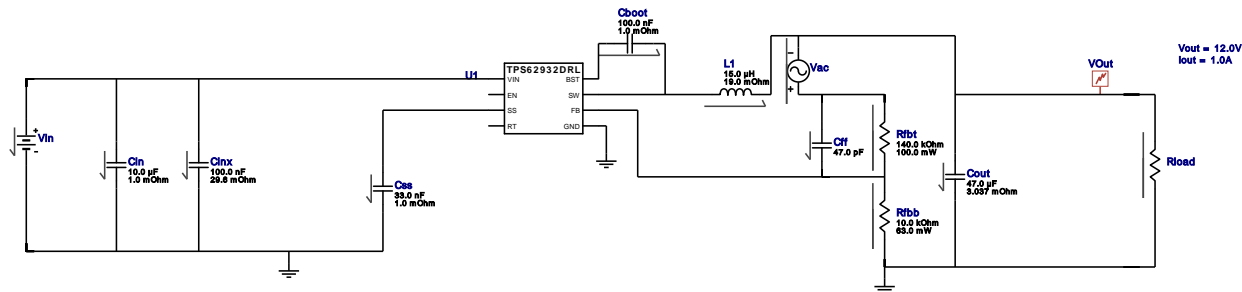 Cboot
100.0 nF
1.0 mOhm
Vout = 12.0V
Iout = 1.0A
U1
TPS62932DRL
VIN
EN
SS
RT
BST
SW
FB
GND
L1
15.0 µH
19.0 mOhm
-
Vac
+
VOut
+
Vin
-
Cin
10.0 µF
1.0 mOhm
Cinx
100.0 nF
29.8 mOhm
Css
33.0 nF
1.0 mOhm
Cff
47.0 pF
Rfbt
140.0 kOhm
100.0 mW
Rfbb
10.0 kOhm
63.0 mW
Cout
47.0 µF
3.037 mOhm
Rload